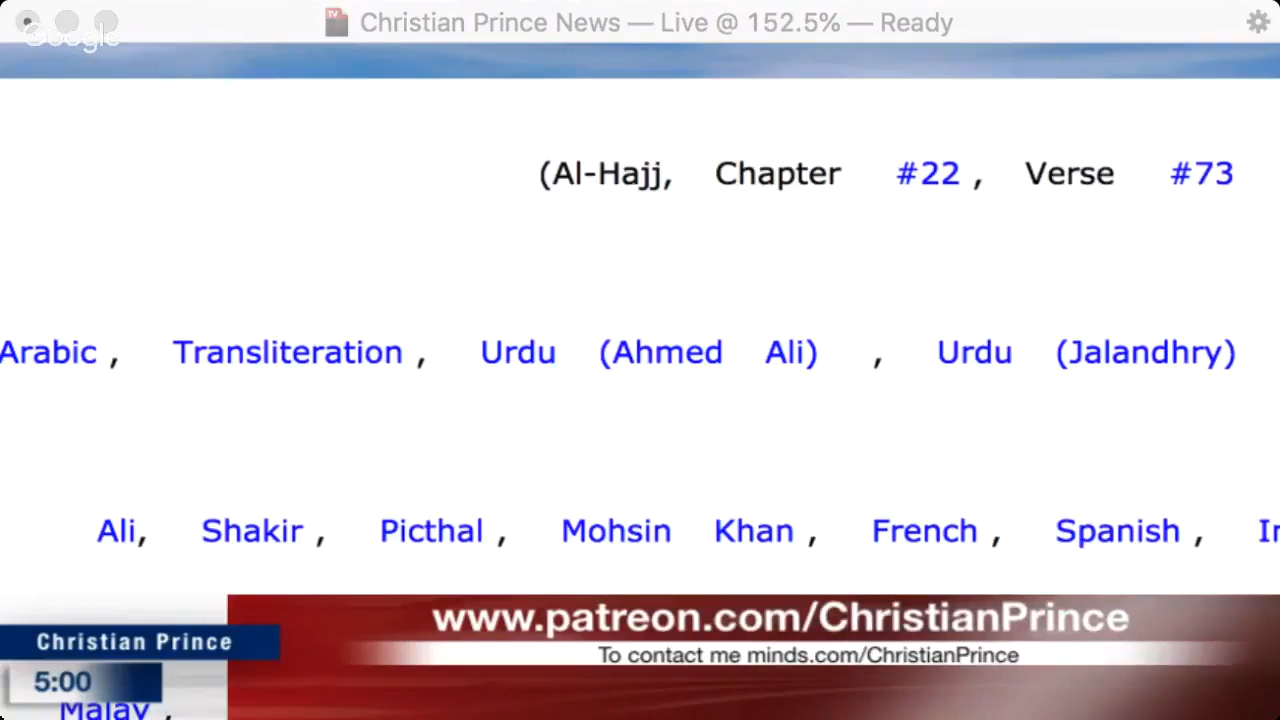 Christian Prince News — Live @ 152.5% — Ready
Google
(Al-Hajj, Chapter #22 , Verse #73
Arabic , Transliteration , Urdu (Ahmed Ali) , Urdu (Jalandhry)
Ali, Shakir , Picthal , Mohsin Khan , French , Spanish ,
www.patreon.com/ChristianPrince
Christian Prince
To contact me minds.com/ChristianPrince
5:00
Malay ,